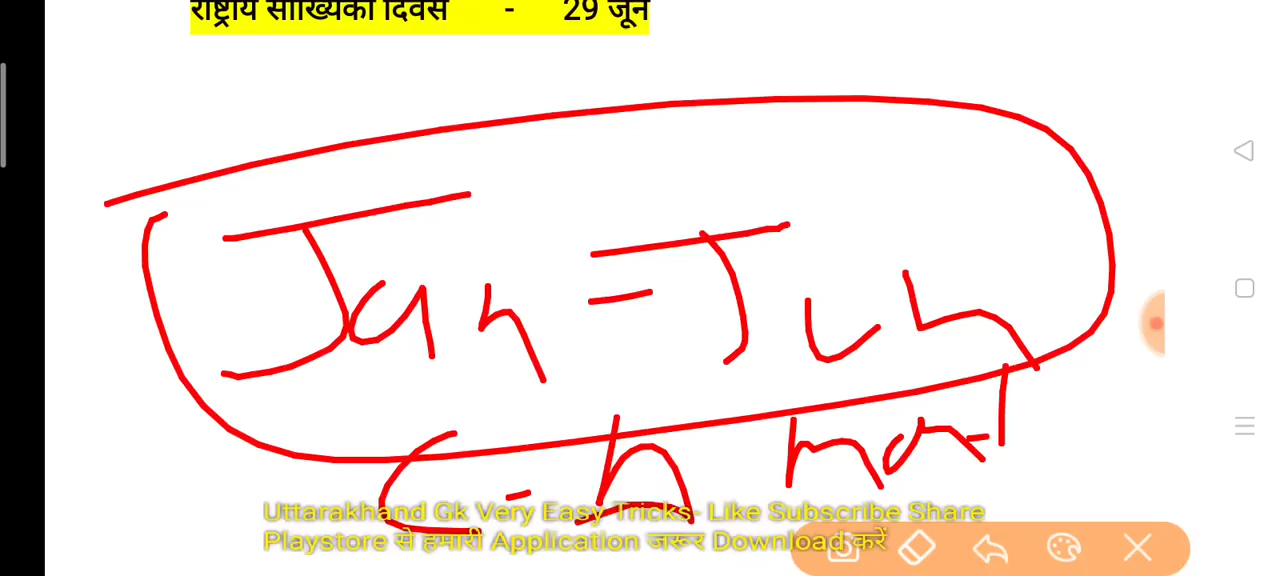 राष्ट्रीय सांख्यिकी दिवस - 29 जून
Jan = Jun
Uttarakhand Gk Very Easy Tricks- Like Subscribe Share
Playstore से हमारी Application जरूर Download करें